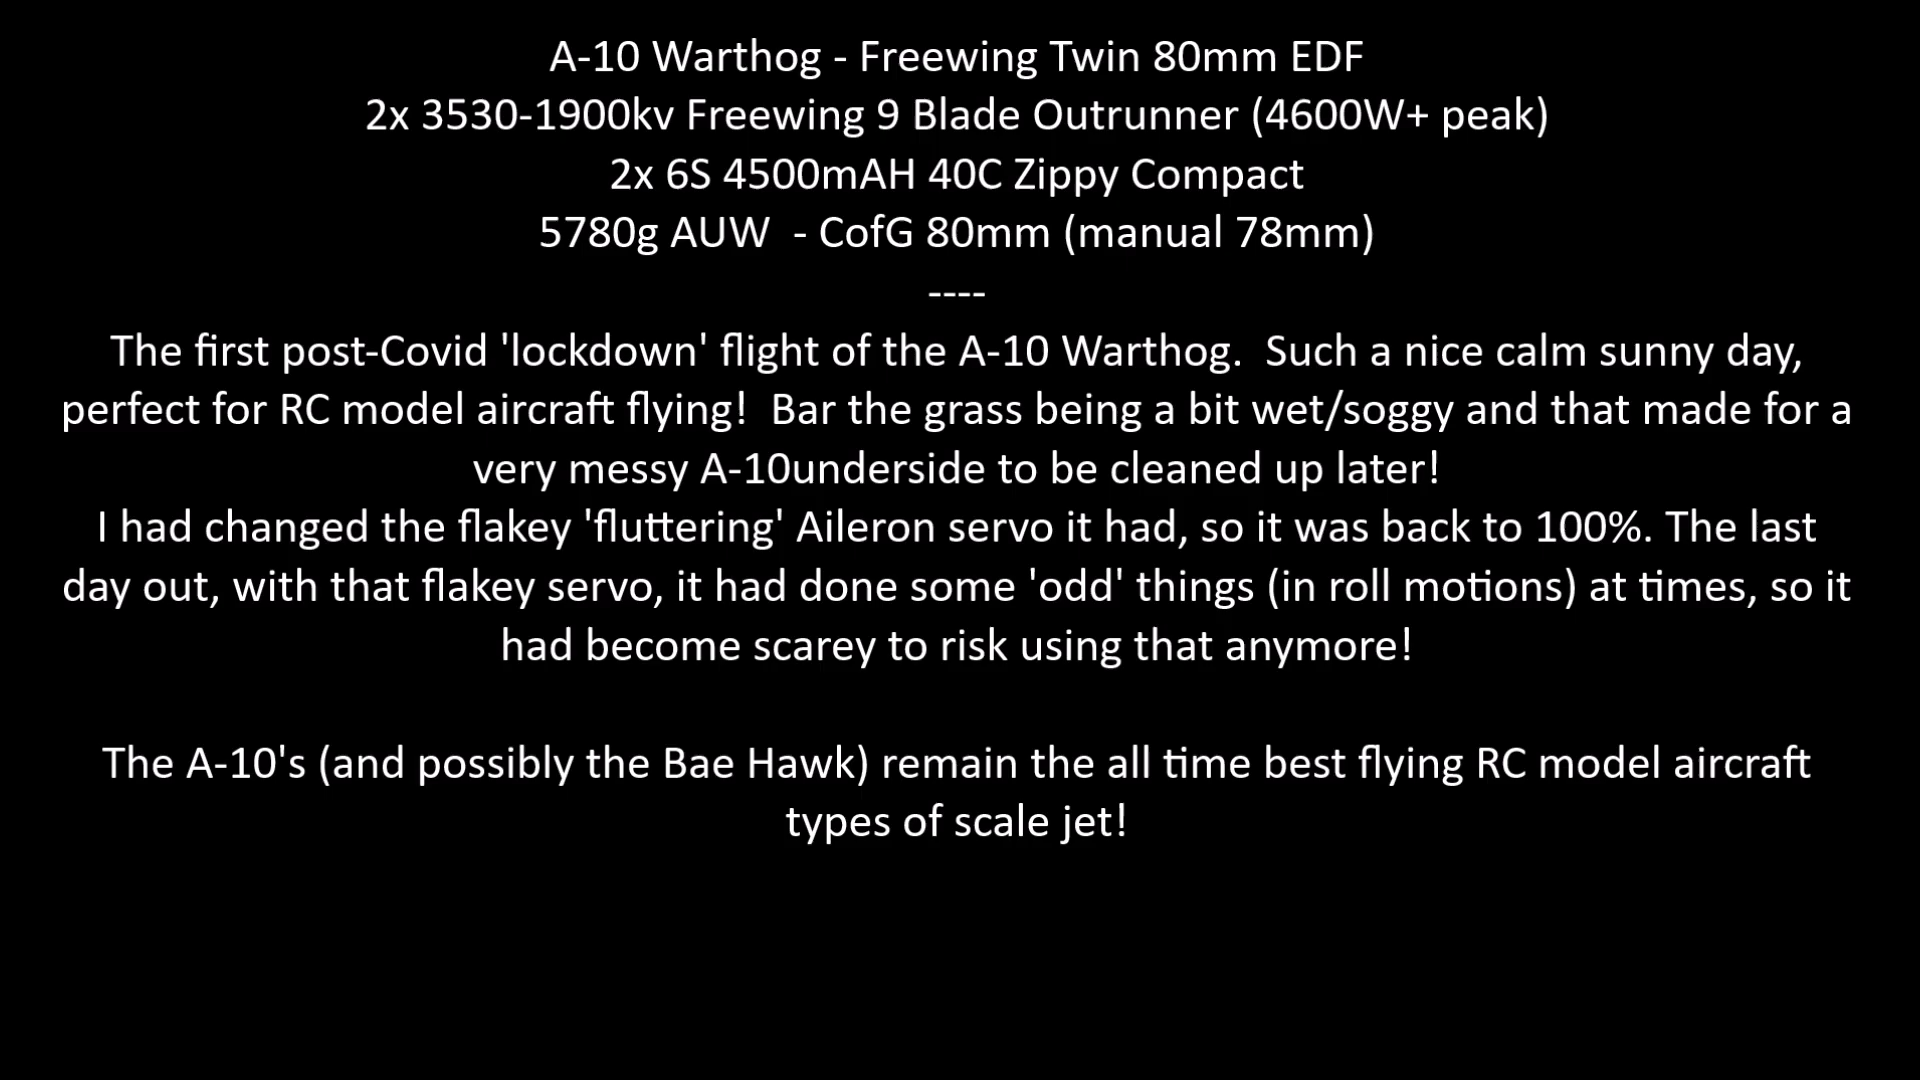 A-10 Warthog - Freewing Twin 80mm EDF
2x 3530-1900kv Freewing 9 Blade Outrunner (4600W+ peak)
2x 6S 4500mAH 40C Zippy Compact
5780g AUW  - CofG 80mm (manual 78mm)
----
The first post-Covid 'lockdown' flight of the A-10 Warthog.  Such a nice calm sunny day,
perfect for RC model aircraft flying!  Bar the grass being a bit wet/soggy and that made for a
very messy A-10underside to be cleaned up later!
I had changed the flakey 'fluttering' Aileron servo it had, so it was back to 100%. The last
day out, with that flakey servo, it had done some 'odd' things (in roll motions) at times, so it
had become scarey to risk using that anymore!
The A-10's (and possibly the Bae Hawk) remain the all time best flying RC model aircraft
types of scale jet!